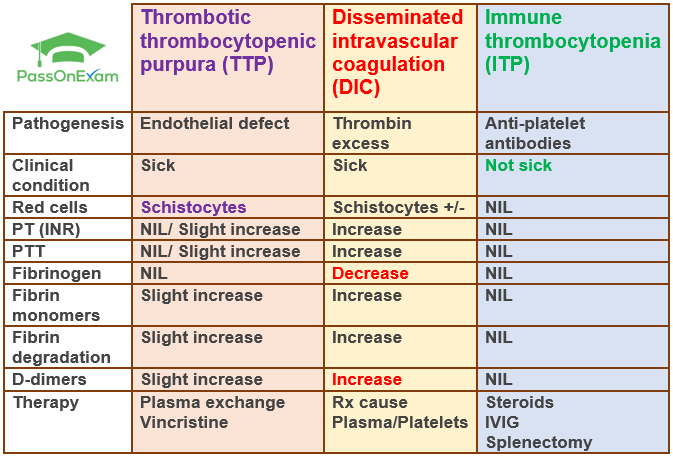 PassOnExam
Thrombotic
thrombocytopenic
purpura (TTP)
Disseminated
intravascular
coagulation
(DIC)
Immune
thrombocytopenia
(ITP)
Pathogenesis
Endothelial defect
Thrombin
excess
Anti-platelet
antibodies
Clinical
condition
Sick
Sick
Not sick
Red cells
Schistocytes
Schistocytes +/-
NIL
PT (INR)
NIL/ Slight increase
Increase
NIL
PTT
NIL/ Slight increase
Increase
NIL
Fibrinogen
NIL
Decrease
NIL
Fibrin
monomers
Slight increase
Increase
NIL
Fibrin
degradation
Slight increase
Increase
NIL
D-dimers
Slight increase
Increase
NIL
Therapy
Plasma exchange
Vincristine
Rx cause
Plasma/Platelets
Steroids
IVIG
Splenectomy